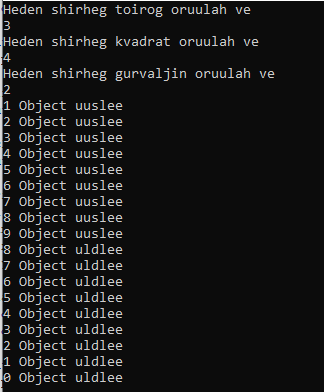 Heden shirheg toirog oruulah ve
3
Heden shirheg kvadrat oruulah ve
4
Heden shirheg gurvaljin oruulah ve
2
1 Object uuslee
2 Object uuslee
3 Object uuslee
4 Object uuslee
5 Object uuslee
6 Object uuslee
7 Object uuslee
8 Object uuslee
9 Object uuslee
8 Object uldlee
7 Object uldlee
6 Object uldlee
5 Object uldlee
4 Object uldlee
3 Object uldlee
2 Object uldlee
1 Object uldlee
0 Object uldlee